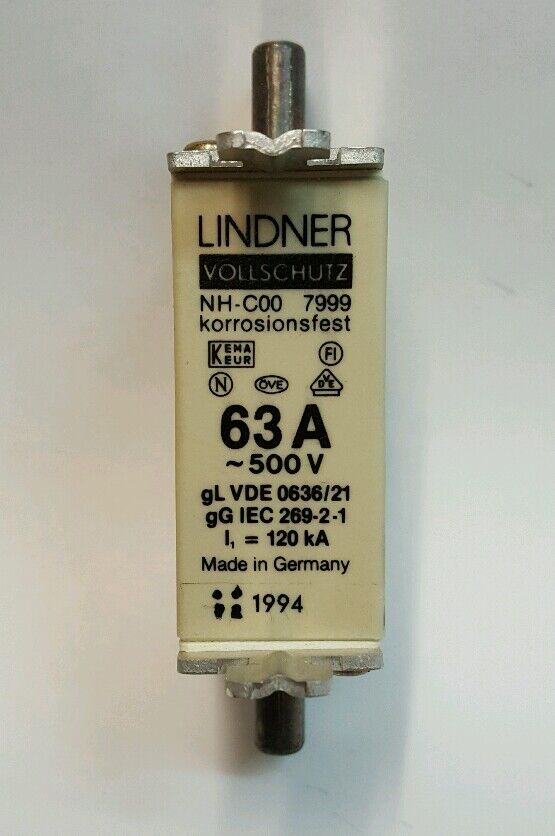 LINDNER
VOLLSCHUTZ
NH-C00 7999
korrosionsfest
KEMA KEUR FI
N ÖVE VDE
63 A
~ 500 V
gL VDE 0636/21
gG IEC 269-2-1
I₁ = 120 kA
Made in Germany
1994